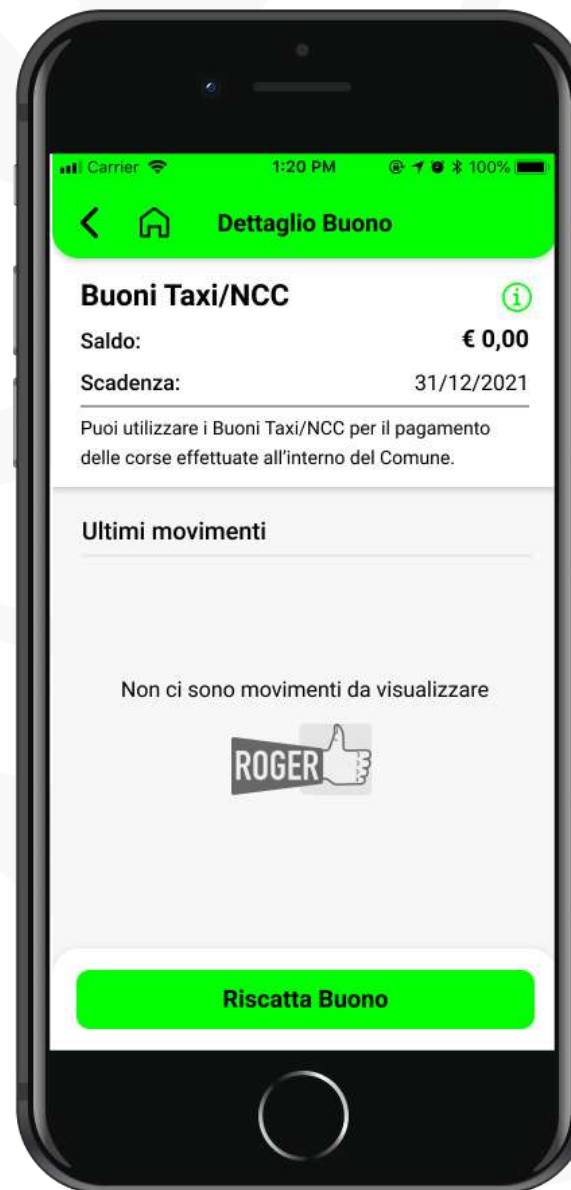 Carrier 1:20 PM 100%
Dettaglio Buono
Buoni Taxi/NCC
Saldo: € 0,00
Scadenza: 31/12/2021
Puoi utilizzare i Buoni Taxi/NCC per il pagamento
delle corse effettuate all'interno del Comune.
Ultimi movimenti
Non ci sono movimenti da visualizzare
ROGER
Riscatta Buono